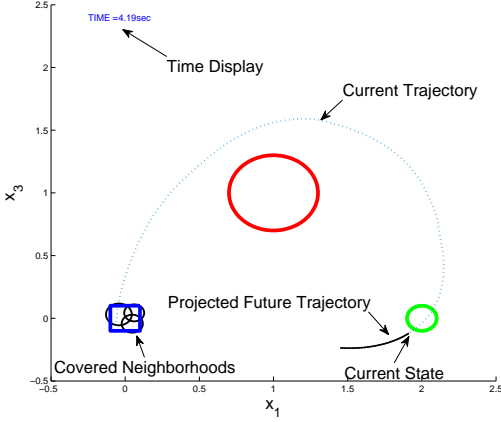 2.5
TIME =4.19sec
Time Display
2
Current Trajectory
1.5
1
x3
0.5
Projected Future Trajectory
0
Covered Neighborhoods
Current State
−0.5
−0.5 0 0.5 1 1.5 2 2.5
x1